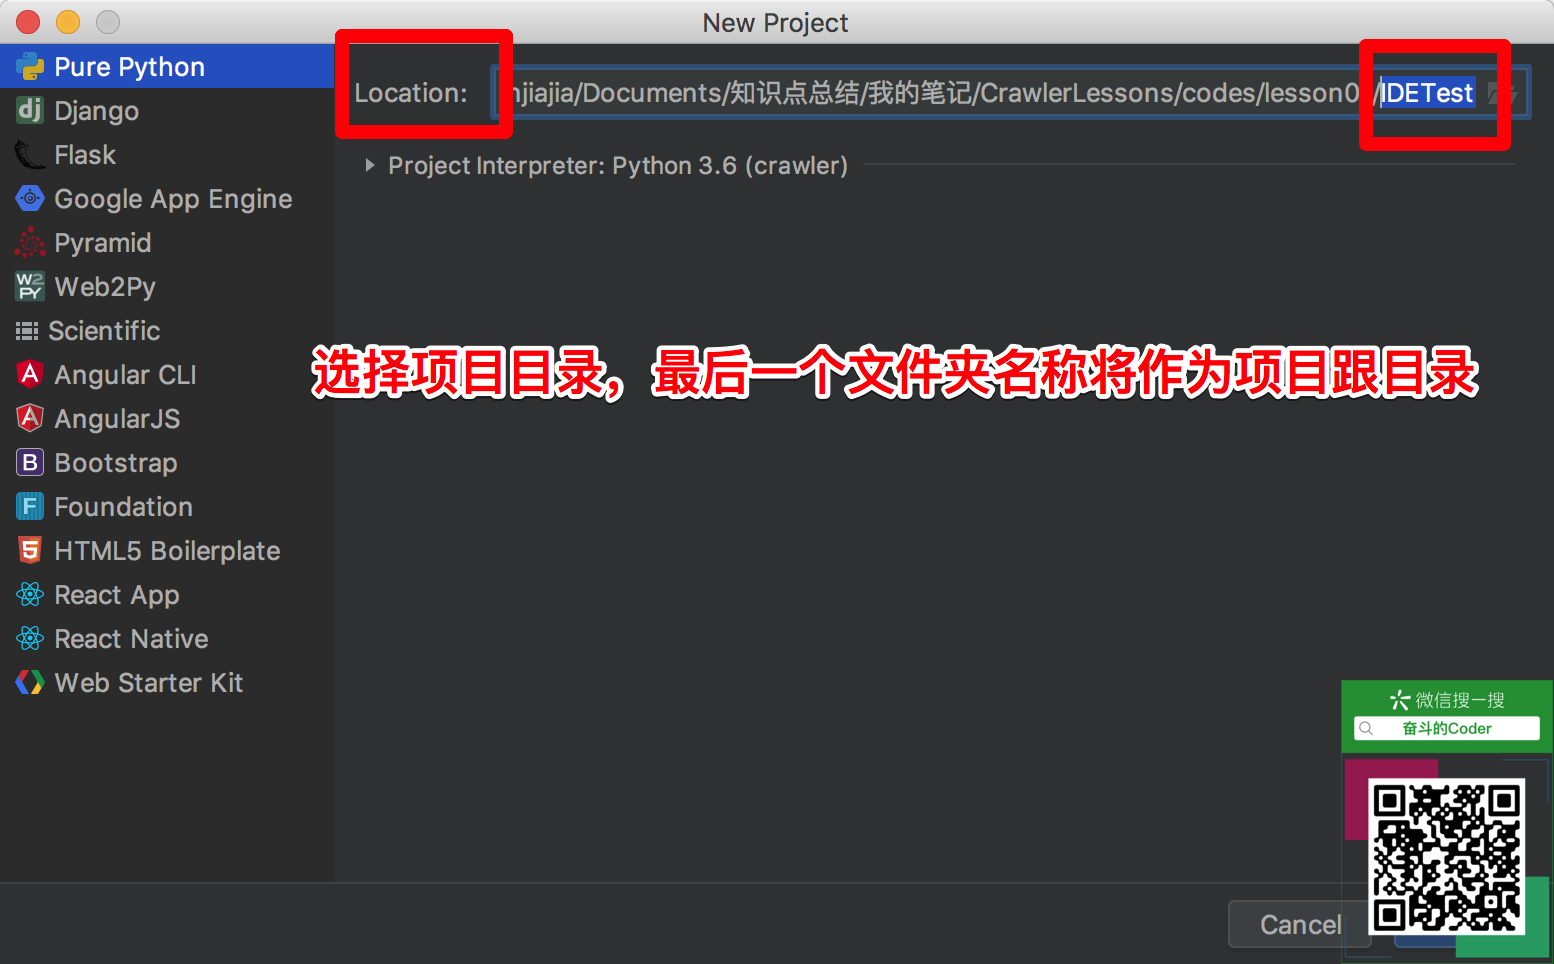 New Project
Pure Python
Django
Flask
Google App Engine
Pyramid
Web2Py
Scientific
Angular CLI
AngularJS
Bootstrap
Foundation
HTML5 Boilerplate
React App
React Native
Web Starter Kit
Location:
njiajia/Documents/知识点总结/我的笔记/CrawlerLessons/codes/lesson0 /IDETest
Project Interpreter: Python 3.6 (crawler)
选择项目目录，最后一个文件夹名称将作为项目跟目录
微信搜一搜
奋斗的Coder
Cancel